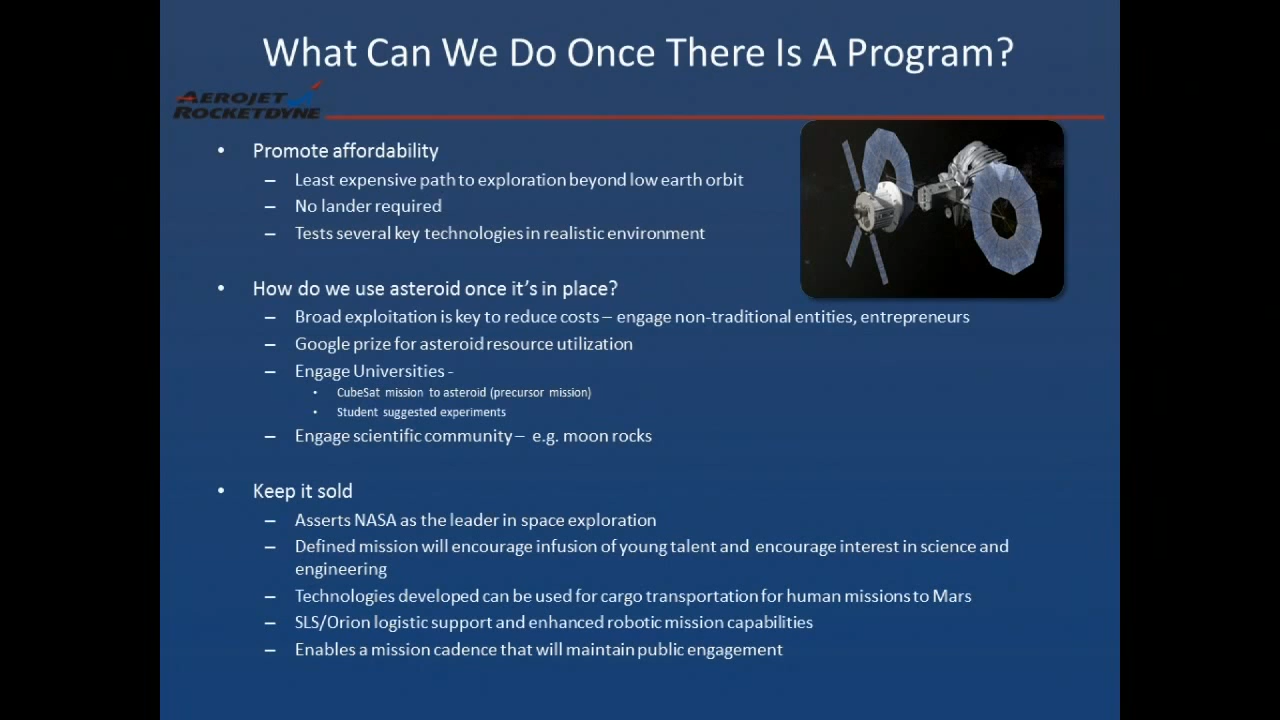 What Can We Do Once There Is A Program?
AEROJET
ROCKETDYNE
• Promote affordability
– Least expensive path to exploration beyond low earth orbit
– No lander required
– Tests several key technologies in realistic environment
• How do we use asteroid once it's in place?
– Broad exploitation is key to reduce costs – engage non-traditional entities, entrepreneurs
– Google prize for asteroid resource utilization
– Engage Universities -
• CubeSat mission to asteroid (precursor mission)
• Student suggested experiments
– Engage scientific community – e.g. moon rocks
• Keep it sold
– Asserts NASA as the leader in space exploration
– Defined mission will encourage infusion of young talent and encourage interest in science and
engineering
– Technologies developed can be used for cargo transportation for human missions to Mars
– SLS/Orion logistic support and enhanced robotic mission capabilities
– Enables a mission cadence that will maintain public engagement